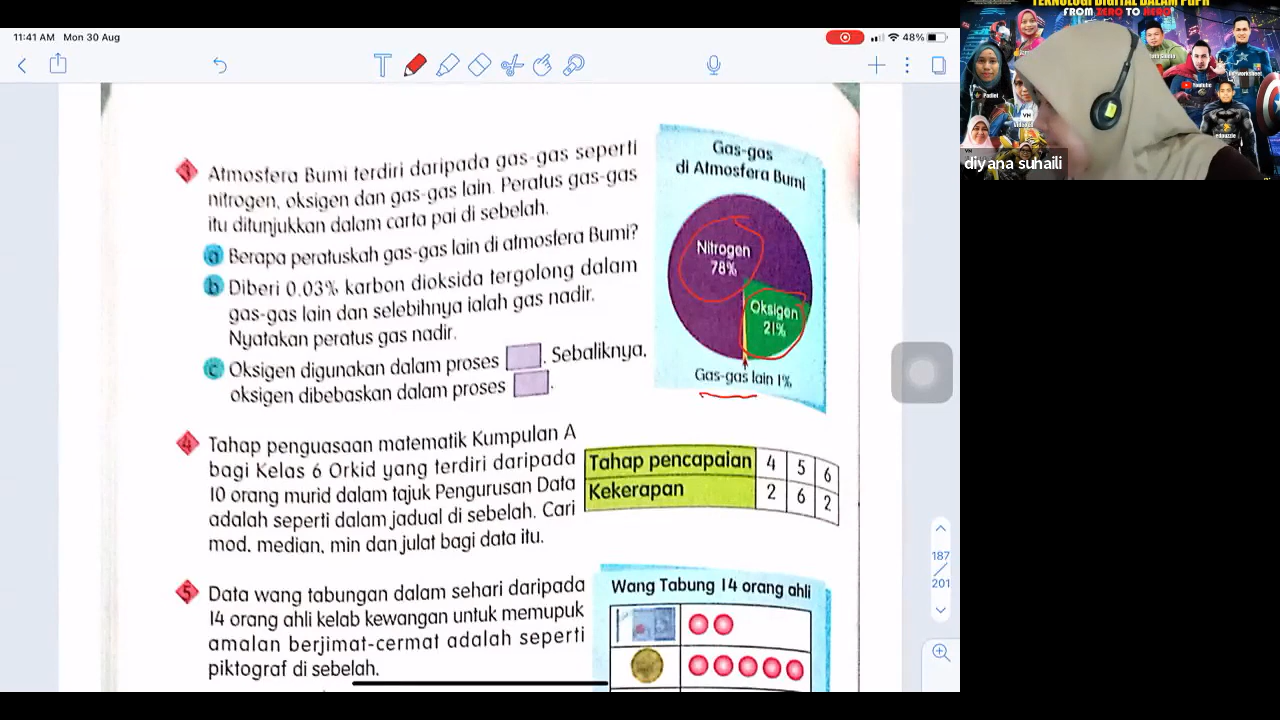 11:41 AM Mon 30 Aug
48%
TEKNOLOGI DIGITAL DALAM PDPR
FROM ZERO TO HERO
YouTube
diyana suhaili
3 Atmosfera Bumi terdiri daripada gas-gas seperti
nitrogen, oksigen dan gas-gas lain. Peratus gas-gas
itu ditunjukkan dalam carta pai di sebelah.
a Berapa peratuskah gas-gas lain di atmosfera Bumi?
b Diberi 0.03% karbon dioksida tergolong dalam
gas-gas lain dan selebihnya ialah gas nadir.
Nyatakan peratus gas nadir.
c Oksigen digunakan dalam proses . Sebaliknya,
oksigen dibebaskan dalam proses .
Gas-gas
di Atmosfera Bumi
Nitrogen
78%
Oksigen
21%
Gas-gas lain 1%
4 Tahap penguasaan matematik Kumpulan A
bagi Kelas 6 Orkid yang terdiri daripada
10 orang murid dalam tajuk Pengurusan Data
adalah seperti dalam jadual di sebelah. Cari
mod, median, min dan julat bagi data itu.
Tahap pencapaian 4 5 6
Kekerapan 2 6 2
5 Data wang tabungan dalam sehari daripada
14 orang ahli kelab kewangan untuk memupuk
amalan berjimat-cermat adalah seperti
piktograf di sebelah.
Wang Tabung 14 orang ahli
187
201